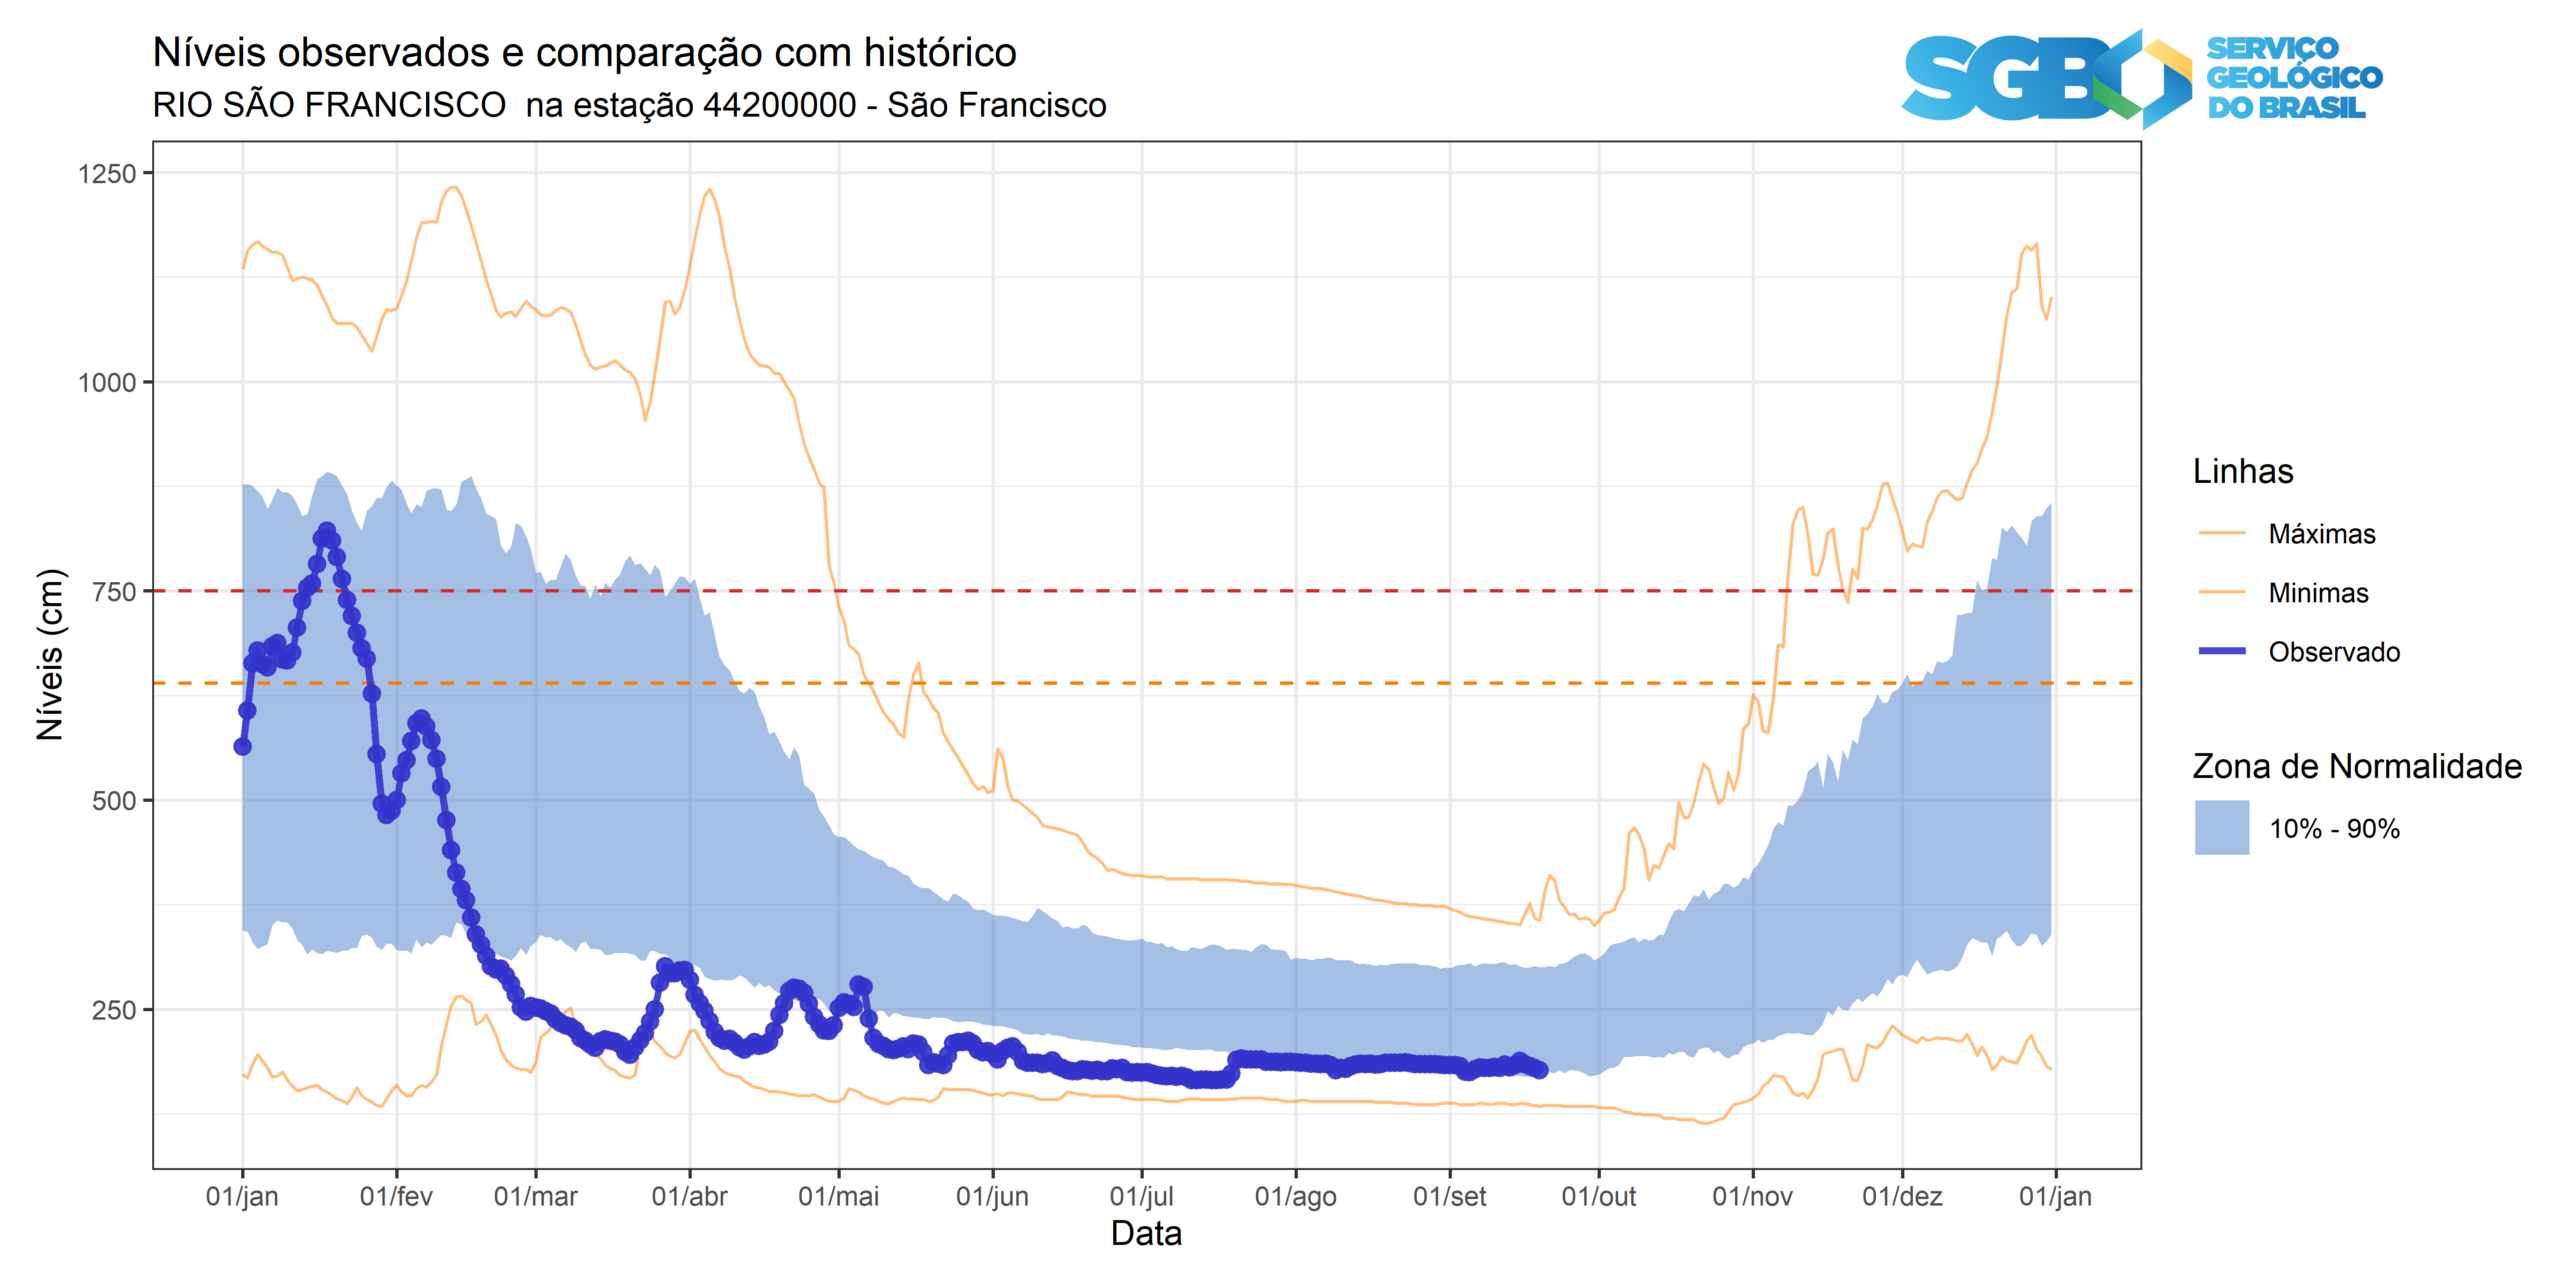 Níveis observados e comparação com histórico
RIO SÃO FRANCISCO  na estação 44200000 - São Francisco
SGB
SERVIÇO
GEOLÓGICO
DO BRASIL
1250
1000
750
500
250
Níveis (cm)
01/jan
01/fev
01/mar
01/abr
01/mai
01/jun
01/jul
01/ago
01/set
01/out
01/nov
01/dez
01/jan
Data
Linhas
Máximas
Minimas
Observado
Zona de Normalidade
10% - 90%